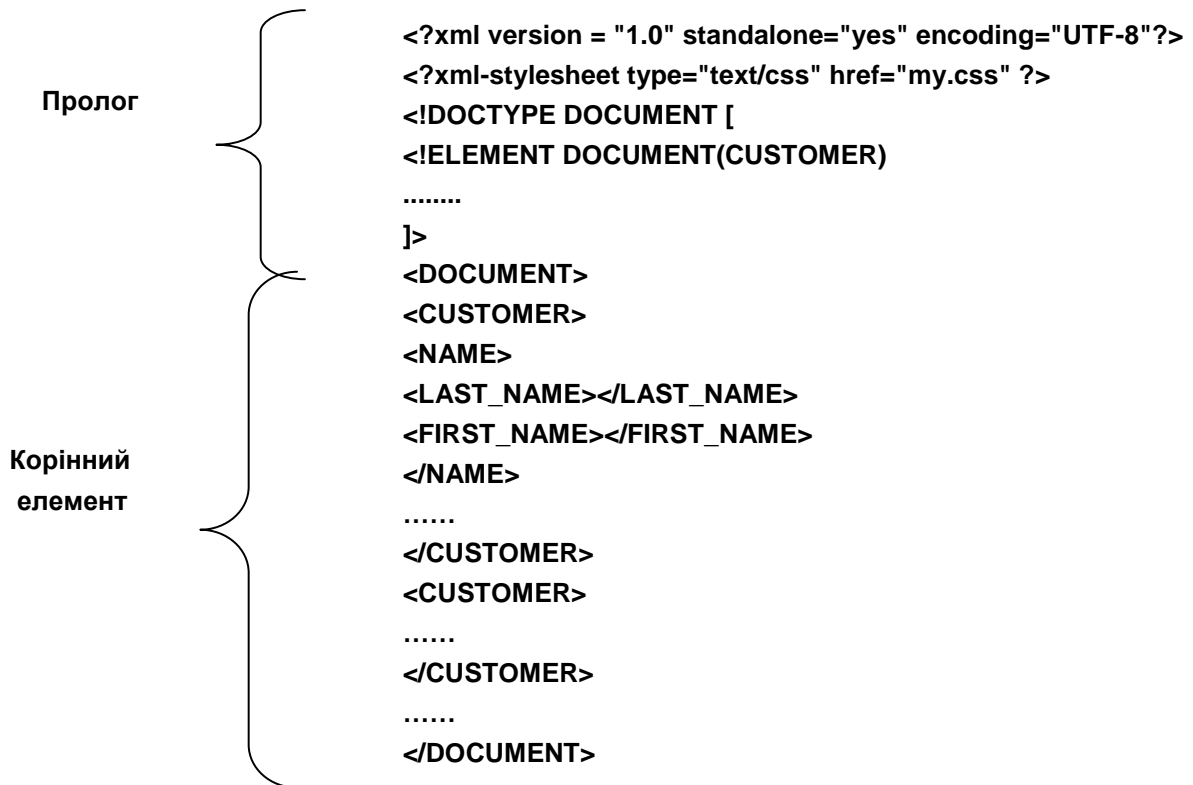 Пролог
<?xml version = "1.0" standalone="yes" encoding="UTF-8"?>
<?xml-stylesheet type="text/css" href="my.css" ?>
<!DOCTYPE DOCUMENT [
<!ELEMENT DOCUMENT(CUSTOMER)
........
]>
Корінний
елемент
<DOCUMENT>
<CUSTOMER>
<NAME>
<LAST_NAME></LAST_NAME>
<FIRST_NAME></FIRST_NAME>
</NAME>
……
</CUSTOMER>
<CUSTOMER>
……
</CUSTOMER>
……
</DOCUMENT>